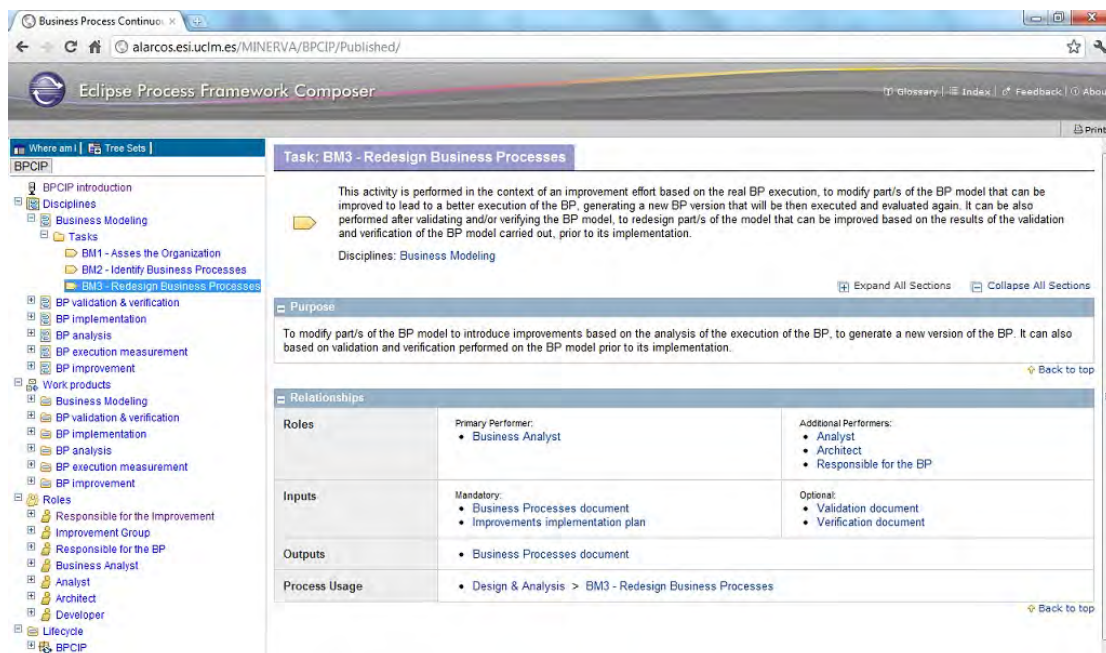 Business Process Continuou
alarcos.esi.uclm.es/MINERVA/BPCIP/Published/
Eclipse Process Framework Composer
Glossary | Index | Feedback | Abou
Print
Where am I | Tree Sets |
BPCIP
BPCIP introduction
Disciplines
Business Modeling
Tasks
BM1 - Asses the Organization
BM2 - Identify Business Processes
BM3 - Redesign Business Processes
BP validation & verification
BP implementation
BP analysis
BP execution measurement
BP improvement
Work products
Business Modeling
BP validation & verification
BP implementation
BP analysis
BP execution measurement
BP improvement
Roles
Responsible for the Improvement
Improvement Group
Responsible for the BP
Business Analyst
Analyst
Architect
Developer
Lifecycle
BPCIP
Task: BM3 - Redesign Business Processes
This activity is performed in the context of an improvement effort based on the real BP execution, to modify part/s of the BP model that can be
improved to lead to a better execution of the BP, generating a new BP version that will be then executed and evaluated again. It can be also
performed after validating and/or verifying the BP model, to redesign part/s of the model that can be improved based on the results of the validation
and verification of the BP model carried out, prior to its implementation.
Disciplines: Business Modeling
Expand All Sections Collapse All Sections
Purpose
To modify part/s of the BP model to introduce improvements based on the analysis of the execution of the BP, to generate a new version of the BP. It can also
based on validation and verification performed on the BP model prior to its implementation.
Back to top
Relationships
Roles
Primary Performer:
• Business Analyst
Additional Performers:
• Analyst
• Architect
• Responsible for the BP
Inputs
Mandatory:
• Business Processes document
• Improvements implementation plan
Optional:
• Validation document
• Verification document
Outputs
• Business Processes document
Process Usage
• Design & Analysis > BM3 - Redesign Business Processes
Back to top